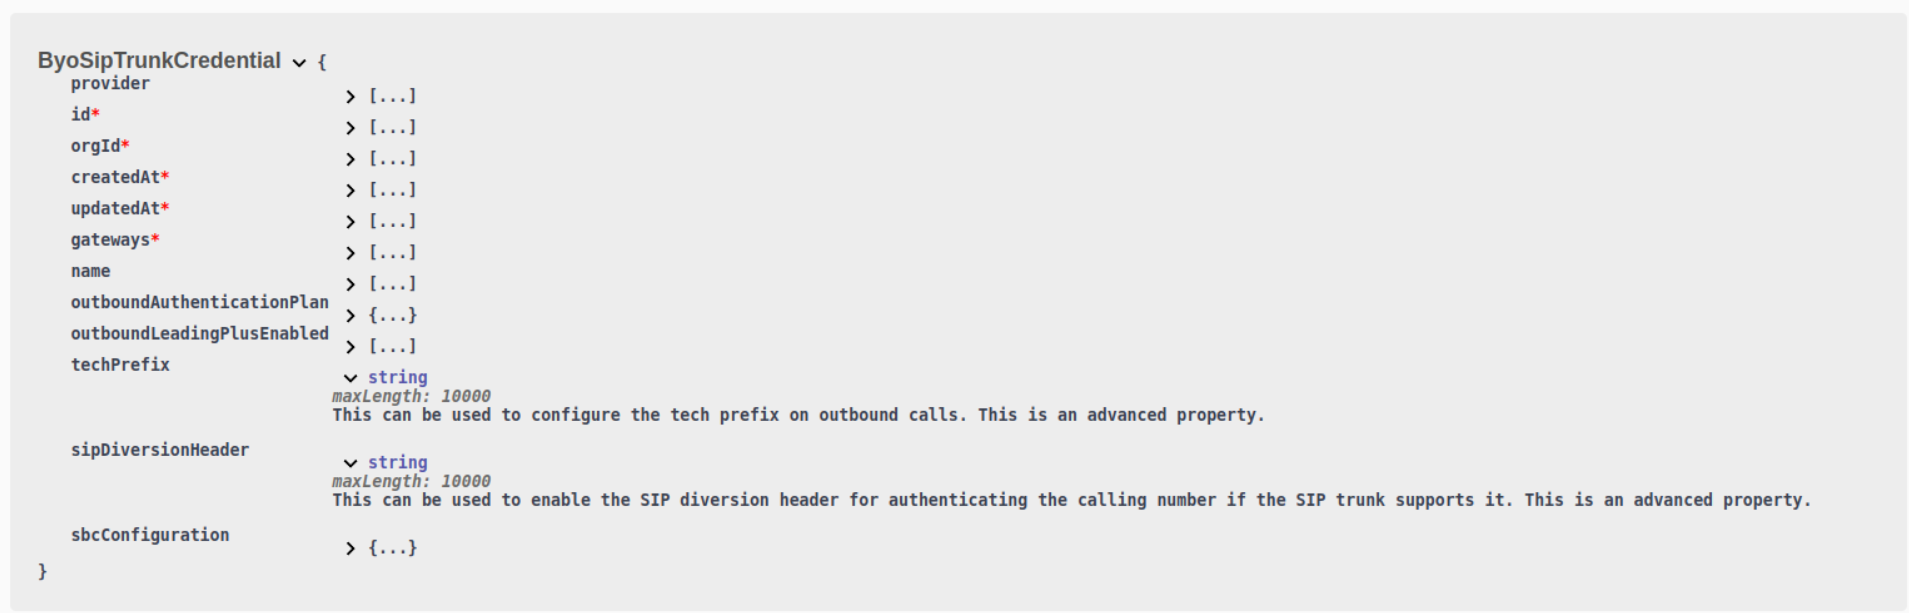 ByoSipTrunkCredential {
provider
[...]
id*
[...]
orgId*
[...]
createdAt*
[...]
updatedAt*
[...]
gateways*
[...]
name
[...]
outboundAuthenticationPlan
{...}
outboundLeadingPlusEnabled
[...]
techPrefix
string
maxLength: 10000
This can be used to configure the tech prefix on outbound calls. This is an advanced property.
sipDiversionHeader
string
maxLength: 10000
This can be used to enable the SIP diversion header for authenticating the calling number if the SIP trunk supports it. This is an advanced property.
sbcConfiguration
{...}
}